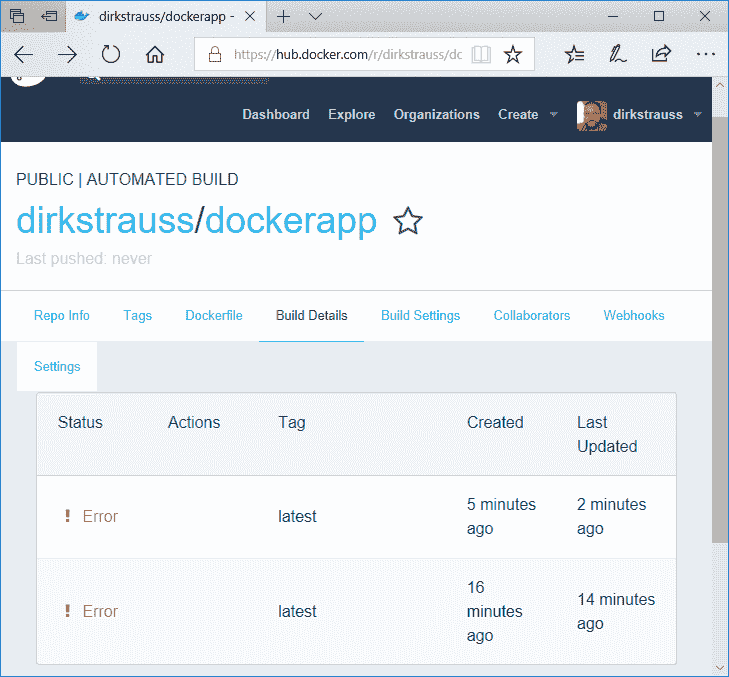 dirkstrauss/dockerapp -
https://hub.docker.com/r/dirkstrauss/dc
Dashboard Explore Organizations Create dirkstrauss
PUBLIC | AUTOMATED BUILD
dirkstrauss/dockerapp
Last pushed: never
Repo Info Tags Dockerfile Build Details Build Settings Collaborators Webhooks
Settings
Status Actions Tag Created Last
Updated
5 minutes 2 minutes
! Error latest
ago ago
16
minutes 14 minutes
! Error latest
ago ago